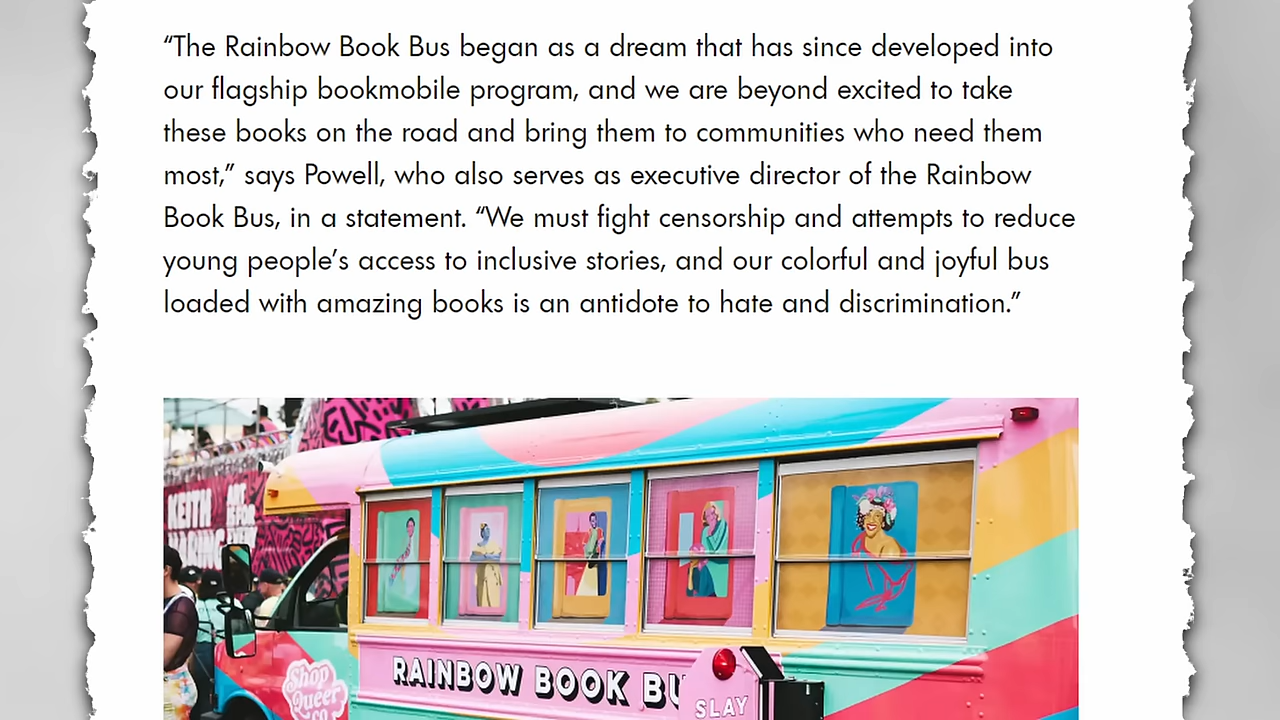 “The Rainbow Book Bus began as a dream that has since developed into
our flagship bookmobile program, and we are beyond excited to take
these books on the road and bring them to communities who need them
most,” says Powell, who also serves as executive director of the Rainbow
Book Bus, in a statement. “We must fight censorship and attempts to reduce
young people’s access to inclusive stories, and our colorful and joyful bus
loaded with amazing books is an antidote to hate and discrimination.”
KEITH
RAINBOW BOOK BU
Shop
Queer
.co
SLAY